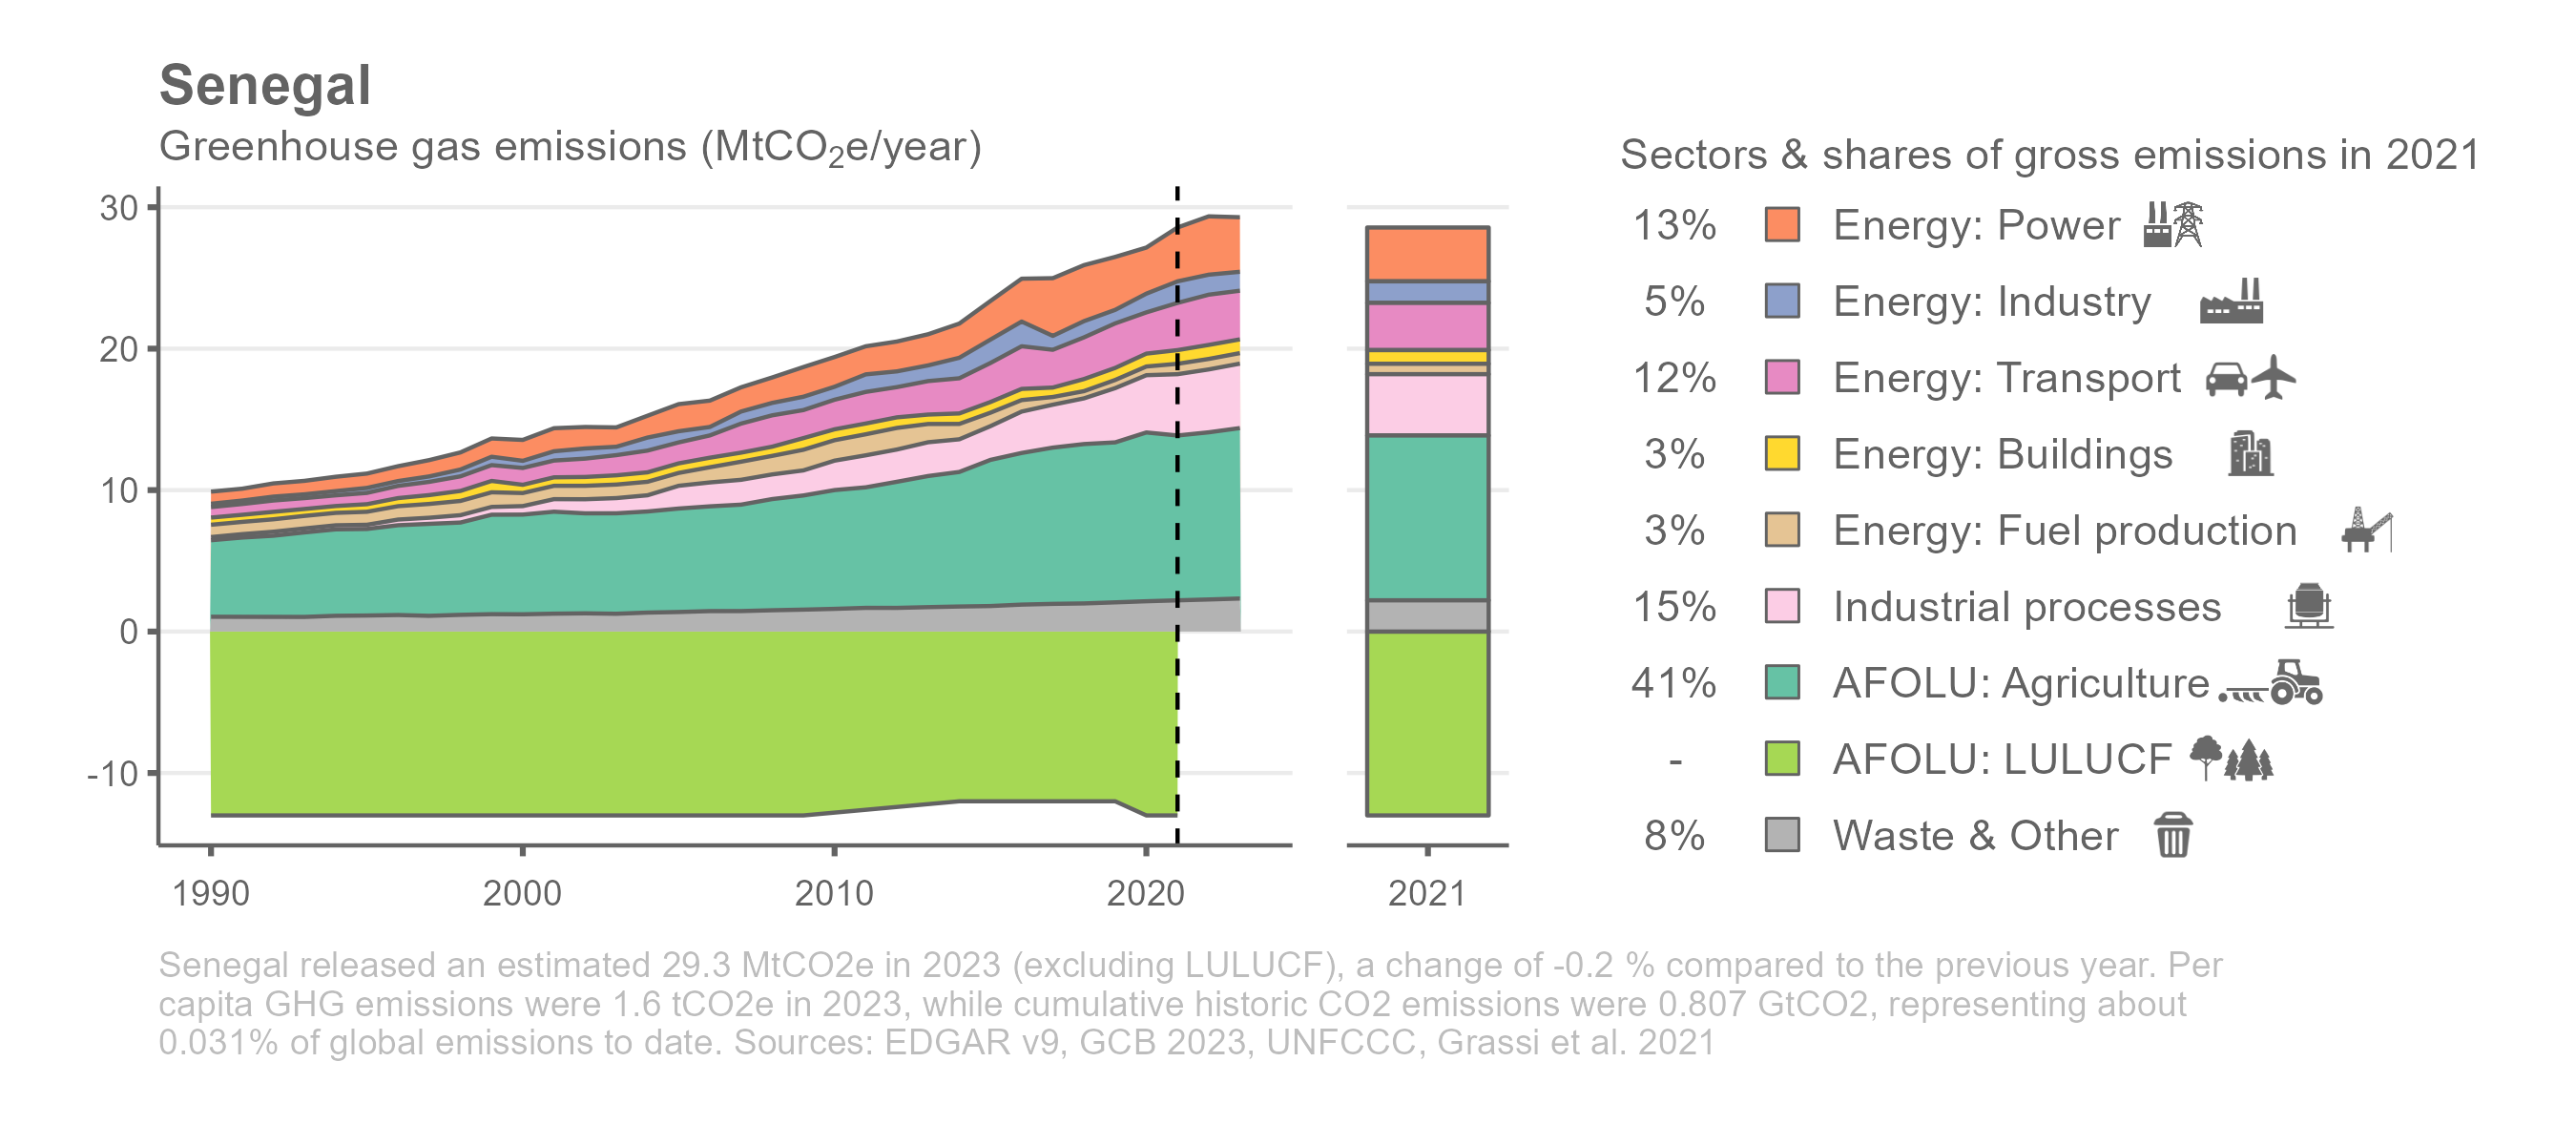 Senegal
Greenhouse gas emissions (MtCO₂e/year)
30
20
10
0
-10
1990
2000
2010
2020
2021
Sectors & shares of gross emissions in 2021
13% Energy: Power
5% Energy: Industry
12% Energy: Transport
3% Energy: Buildings
3% Energy: Fuel production
15% Industrial processes
41% AFOLU: Agriculture
- AFOLU: LULUCF
8% Waste & Other
Senegal released an estimated 29.3 MtCO2e in 2023 (excluding LULUCF), a change of -0.2 % compared to the previous year. Per
capita GHG emissions were 1.6 tCO2e in 2023, while cumulative historic CO2 emissions were 0.807 GtCO2, representing about
0.031% of global emissions to date. Sources: EDGAR v9, GCB 2023, UNFCCC, Grassi et al. 2021